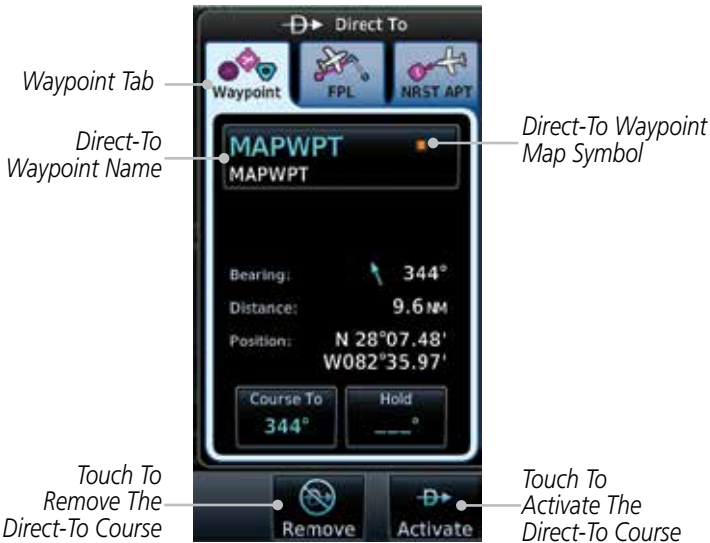 Direct To
Waypoint
FPL
NRST APT
Waypoint Tab
Direct-To
Waypoint Name
MAPWPT
MAPWPT
Direct-To Waypoint
Map Symbol
Bearing: 344°
Distance: 9.6 NM
Position: N 28°07.48'
W082°35.97'
Course To
344°
Hold
___°
Touch To
Remove The
Direct-To Course
Remove
Activate
Touch To
Activate The
Direct-To Course